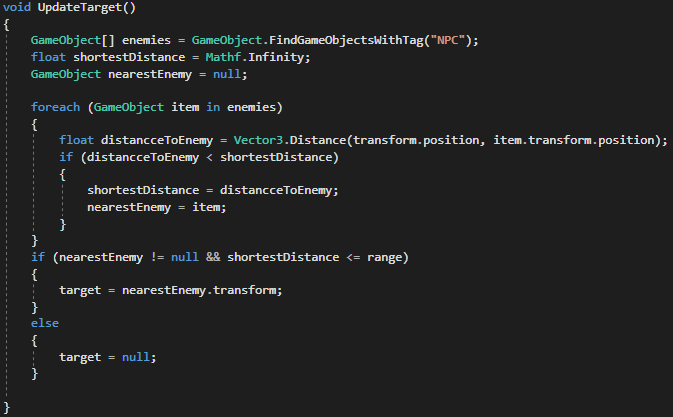 void UpdateTarget()
{
    GameObject[] enemies = GameObject.FindGameObjectsWithTag("NPC");
    float shortestDistance = Mathf.Infinity;
    GameObject nearestEnemy = null;

    foreach (GameObject item in enemies)
    {
        float distancceToEnemy = Vector3.Distance(transform.position, item.transform.position);
        if (distancceToEnemy < shortestDistance)
        {
            shortestDistance = distancceToEnemy;
            nearestEnemy = item;
        }
    }
    if (nearestEnemy != null && shortestDistance <= range)
    {
        target = nearestEnemy.transform;
    }
    else
    {
        target = null;
    }

}